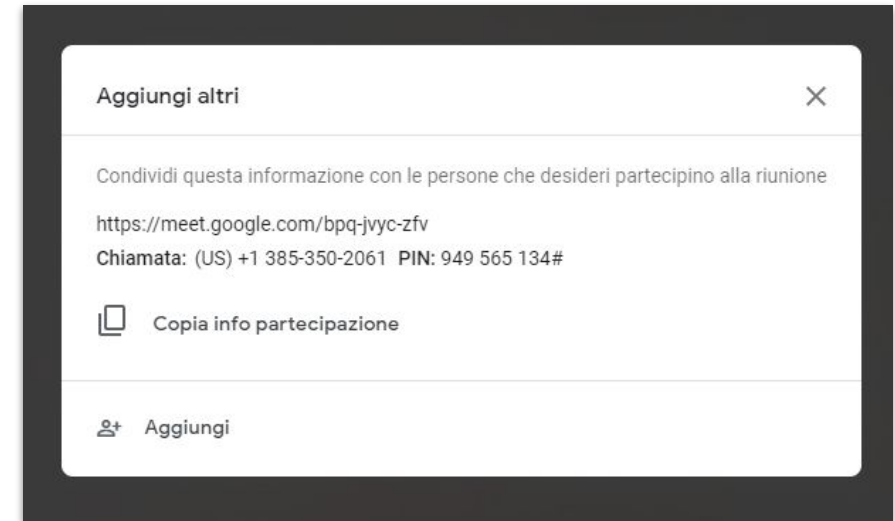 Aggiungi altri
Condividi questa informazione con le persone che desideri partecipino alla riunione
https://meet.google.com/bpq-jvyc-zfv
Chiamata: (US) +1 385-350-2061 PIN: 949 565 134#
Copia info partecipazione
Aggiungi